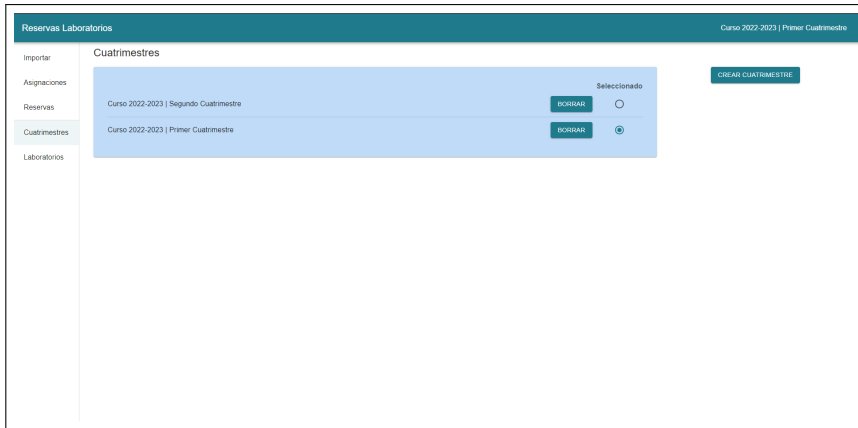 Reservas Laboratorios
Curso 2022-2023 | Primer Cuatrimestre
Importar
Asignaciones
Reservas
Cuatrimestres
Laboratorios
Cuatrimestres
Seleccionado
Curso 2022-2023 | Segundo Cuatrimestre
BORRAR
Curso 2022-2023 | Primer Cuatrimestre
BORRAR
CREAR CUATRIMESTRE